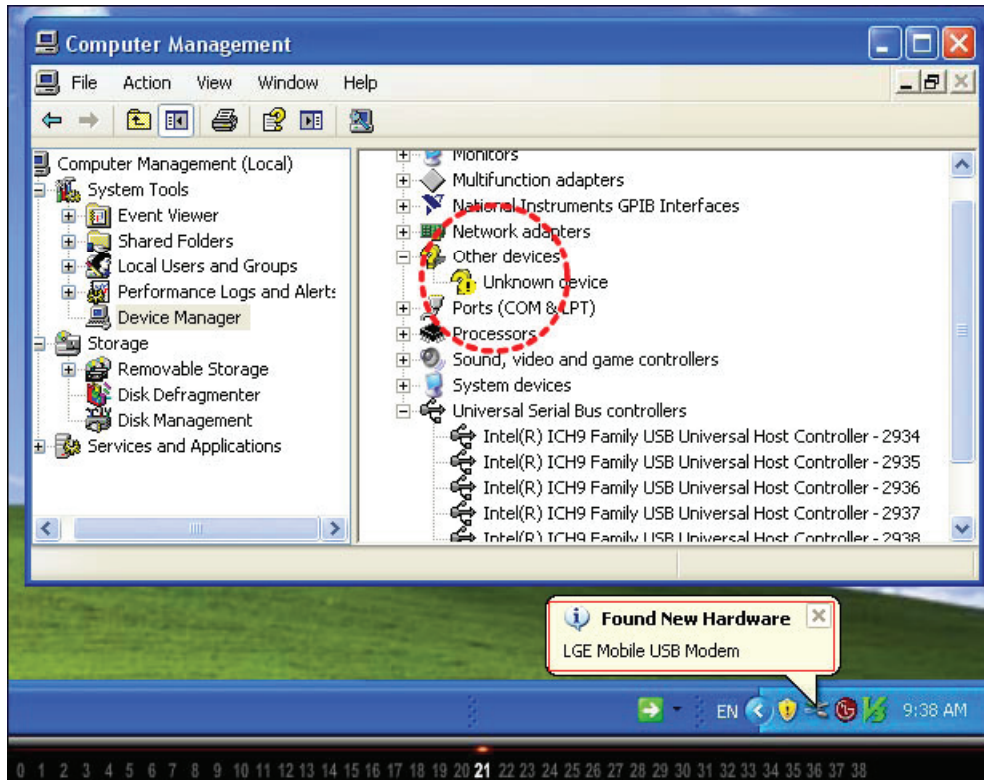 Computer Management
File Action View Window Help
Computer Management (Local)
System Tools
Event Viewer
Shared Folders
Local Users and Groups
Performance Logs and Alerts
Device Manager
Storage
Removable Storage
Disk Defragmenter
Disk Management
Services and Applications
Monitors
Multifunction adapters
National Instruments GPIB Interfaces
Network adapters
Other devices
Unknown device
Ports (COM & LPT)
Processors
Sound, video and game controllers
System devices
Universal Serial Bus controllers
Intel(R) ICH9 Family USB Universal Host Controller - 2934
Intel(R) ICH9 Family USB Universal Host Controller - 2935
Intel(R) ICH9 Family USB Universal Host Controller - 2936
Intel(R) ICH9 Family USB Universal Host Controller - 2937
Intel(R) ICH9 Family USB Universal Host Controller - 2938
Found New Hardware
LGE Mobile USB Modem
EN 9:38 AM
0 1 2 3 4 5 6 7 8 9 10 11 12 13 14 15 16 17 18 19 20 21 22 23 24 25 26 27 28 29 30 31 32 33 34 35 36 37 38